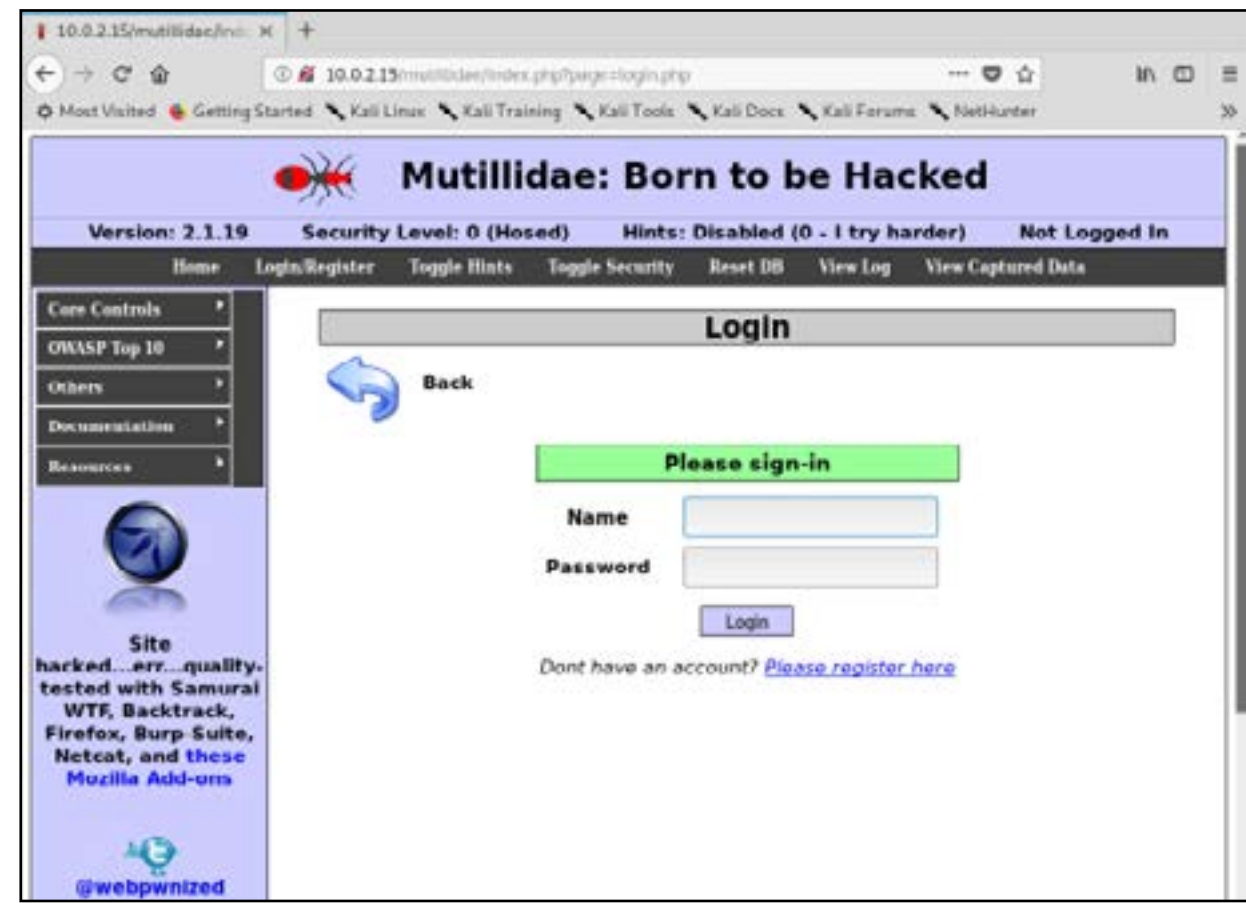 10.0.2.15/mutillidae/ind
10.0.2.15/mutillidae/index.php?page=login.php
Most Visited Getting Started Kali Linux Kali Training Kali Tools Kali Docs Kali Forums NetHunter
Mutillidae: Born to be Hacked
Version: 2.1.19 Security Level: 0 (Hosed) Hints: Disabled (0 - I try harder) Not Logged In
Home Login/Register Toggle Hints Toggle Security Reset DB View Log View Captured Data
Core Controls
OWASP Top 10
Others
Documentation
Resources
Login
Back
Please sign-in
Name
Password
Login
Dont have an account? Please register here
Site
hacked...err...quality-
tested with Samurai
WTF, Backtrack,
Firefox, Burp-Suite,
Netcat, and these
Mozilla Add-ons
@webpwnized